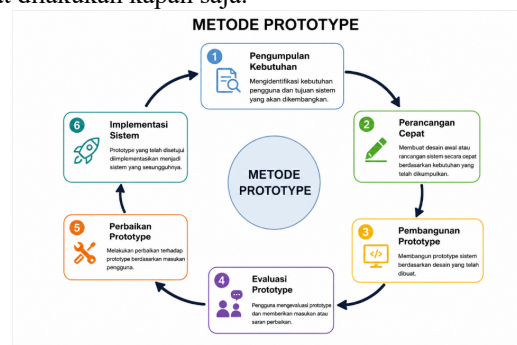 at dilakukan kapan saja.
METODE PROTOTYPE
1
Pengumpulan
Kebutuhan
Mengidentifikasi kebutuhan
pengguna dan tujuan sistem
yang akan dikembangkan.
2
Perancangan
Cepat
Membuat desain awal atau
rancangan sistem secara cepat
berdasarkan kebutuhan yang
telah dikumpulkan.
3
Pembangunan
Prototype
Membangun prototype sistem
berdasarkan desain yang telah
dibuat.
4
Evaluasi
Prototype
Pengguna mengevaluasi prototype
dan memberikan masukan atau
saran perbaikan.
5
Perbaikan
Prototype
Melakukan perbaikan terhadap
prototype berdasarkan masukan
pengguna.
6
Implementasi
Sistem
Prototype yang telah disetujui
diimplementasikan menjadi
sistem yang sesungguhnya.
METODE
PROTOTYPE